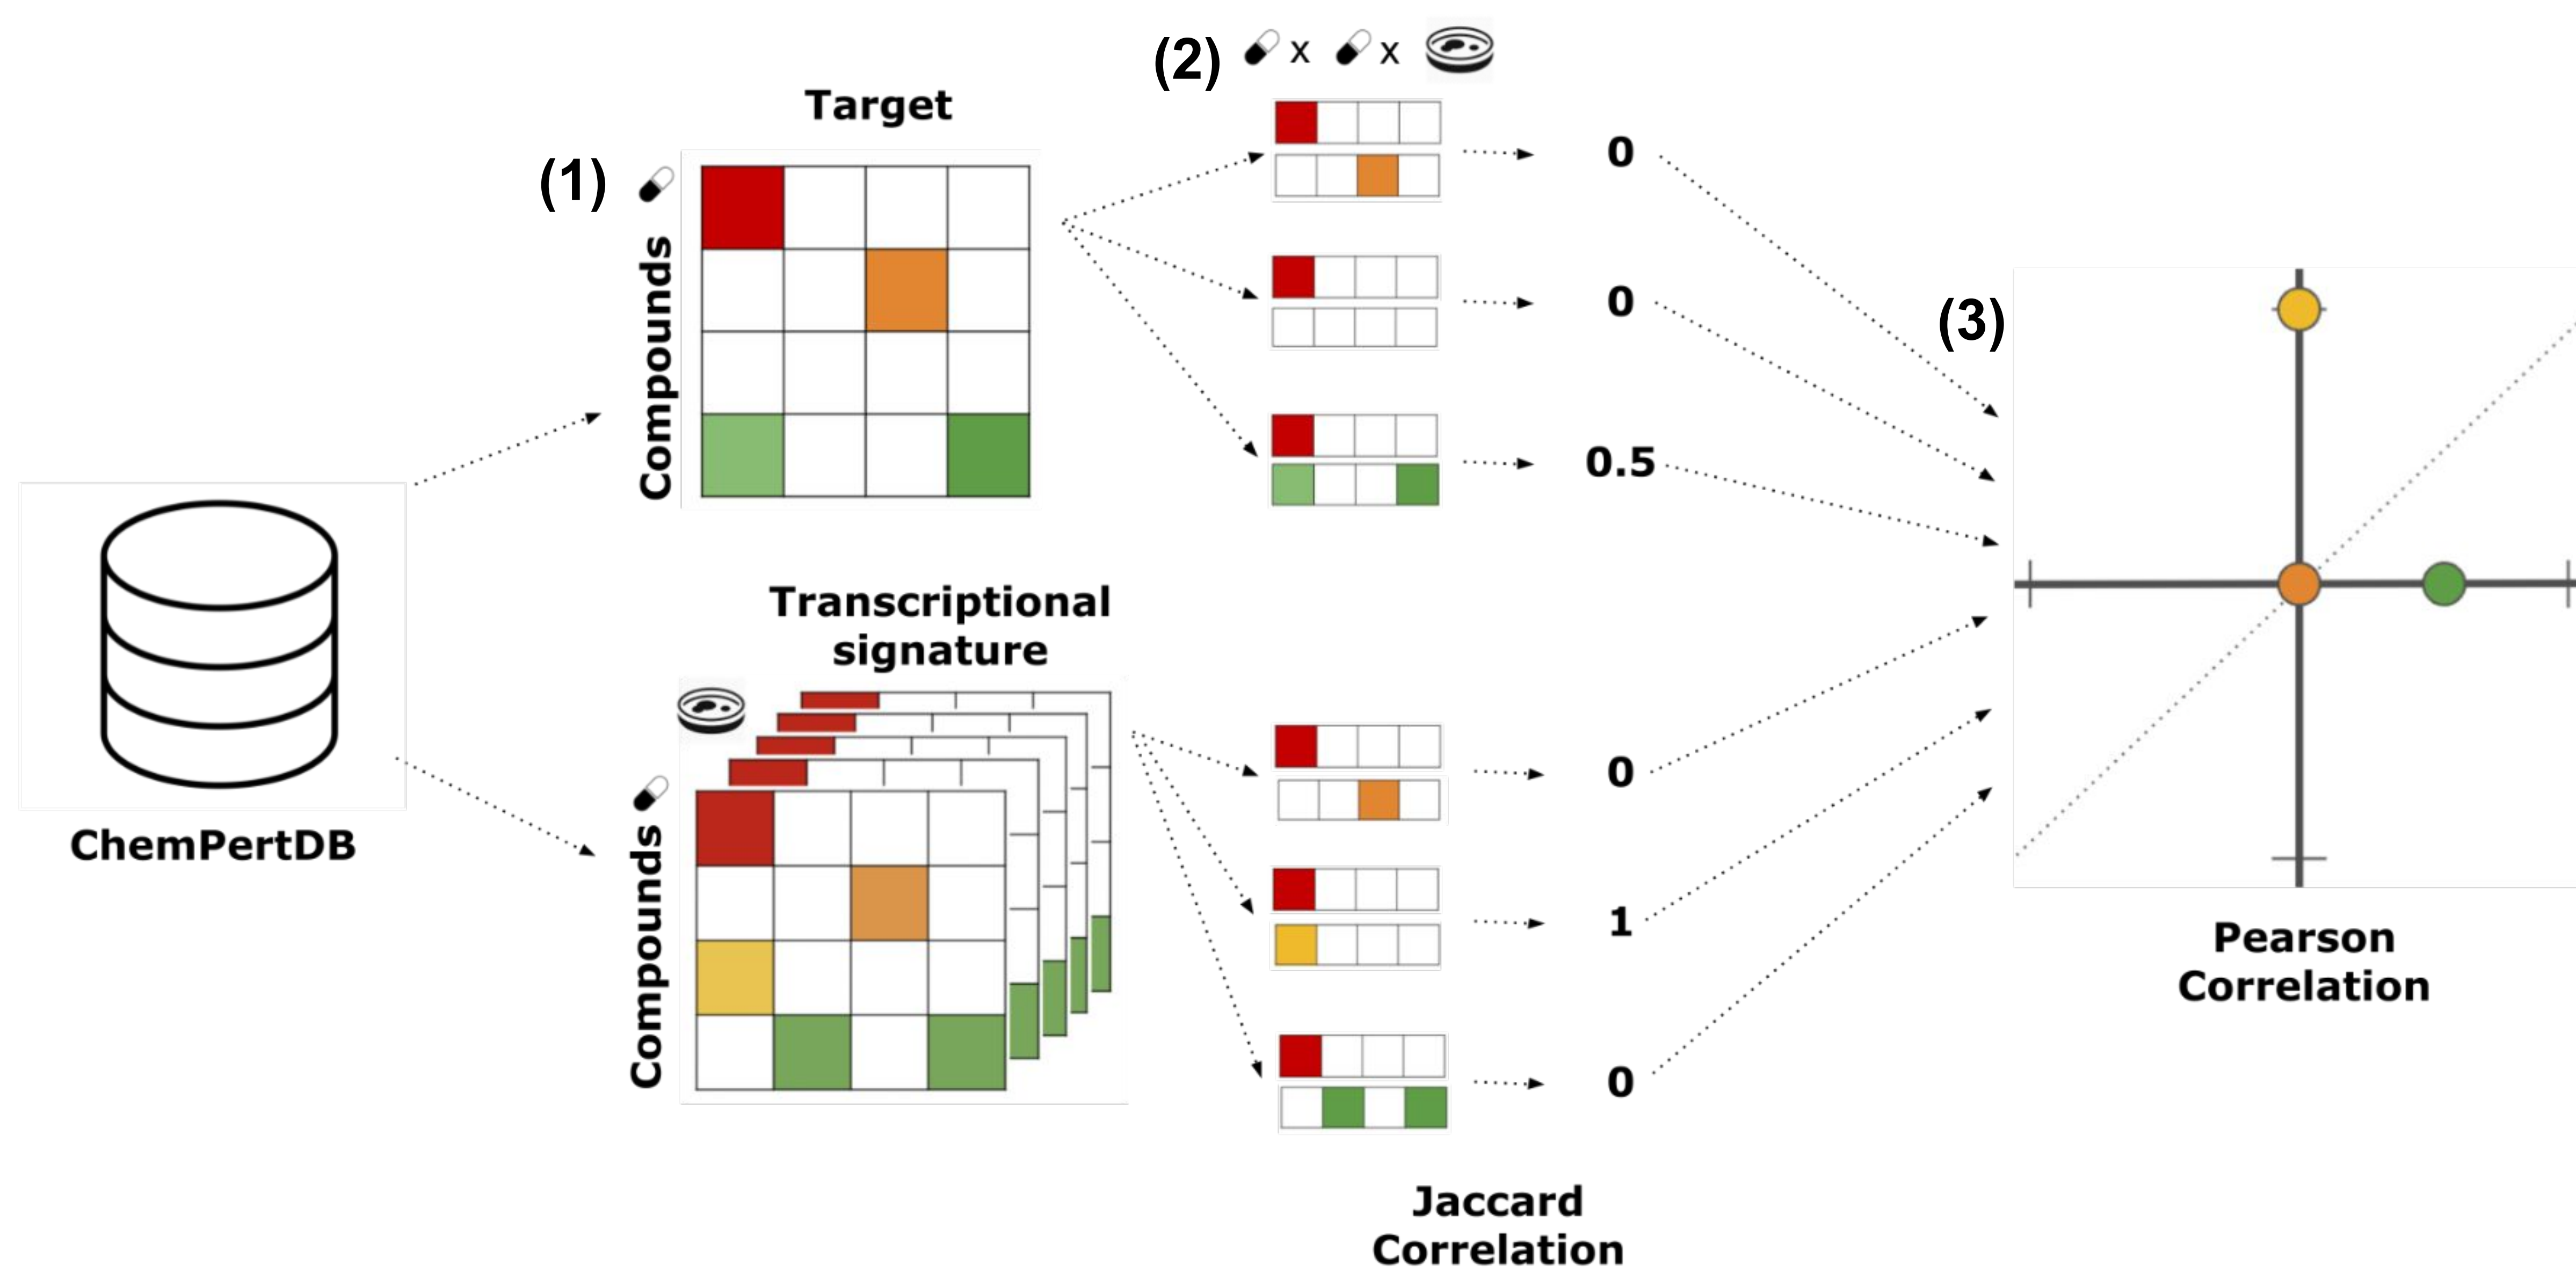 (1)
Target
Compounds
(2)
x
x
0
0
0.5
ChemPertDB
Transcriptional
signature
Compounds
0
1
0
Jaccard
Correlation
(3)
Pearson
Correlation